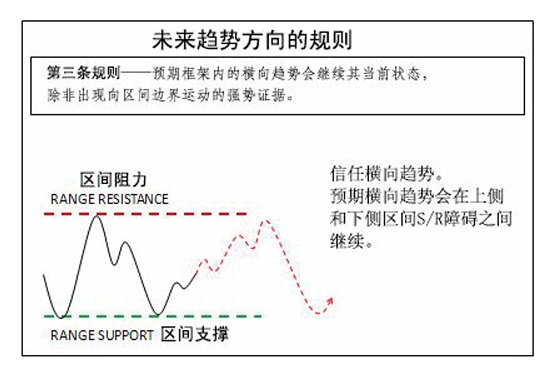 未来趋势方向的规则
第三条规则——预期框架内的横向趋势会继续其当前状态，
除非出现向区间边界运动的强势证据。
区间阻力
RANGE RESISTANCE
信任横向趋势。
预期横向趋势会在上侧
和下侧区间S/R障碍之间
继续。
RANGE SUPPORT 区间支撑